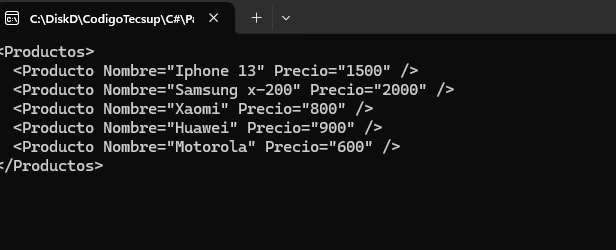 C:\DiskD\CodigoTecsup\C#\Pa
<Productos>
  <Producto Nombre="Iphone 13" Precio="1500" />
  <Producto Nombre="Samsung x-200" Precio="2000" />
  <Producto Nombre="Xaomi" Precio="800" />
  <Producto Nombre="Huawei" Precio="900" />
  <Producto Nombre="Motorola" Precio="600" />
</Productos>